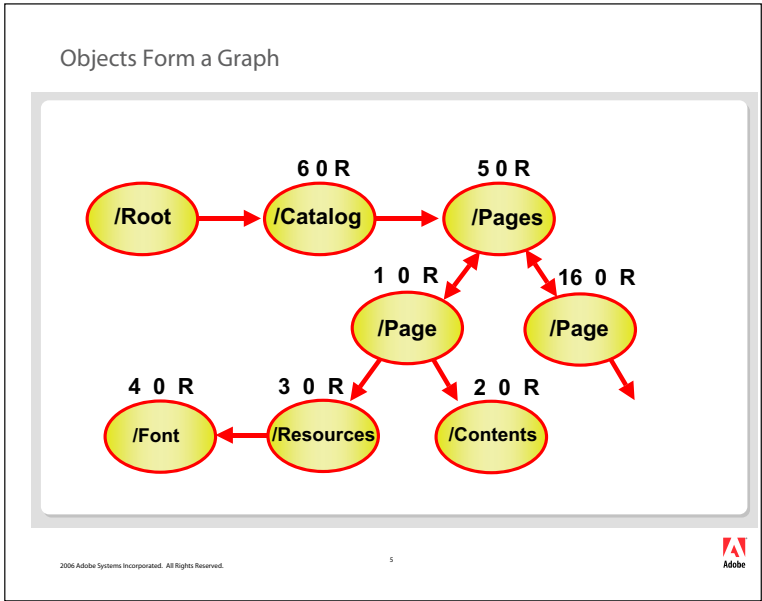 Objects Form a Graph
6 0 R
5 0 R
/Root
/Catalog
/Pages
1 0 R
16 0 R
/Page
/Page
4 0 R
3 0 R
2 0 R
/Font
/Resources
/Contents
2006 Adobe Systems Incorporated. All Rights Reserved.
5
Adobe